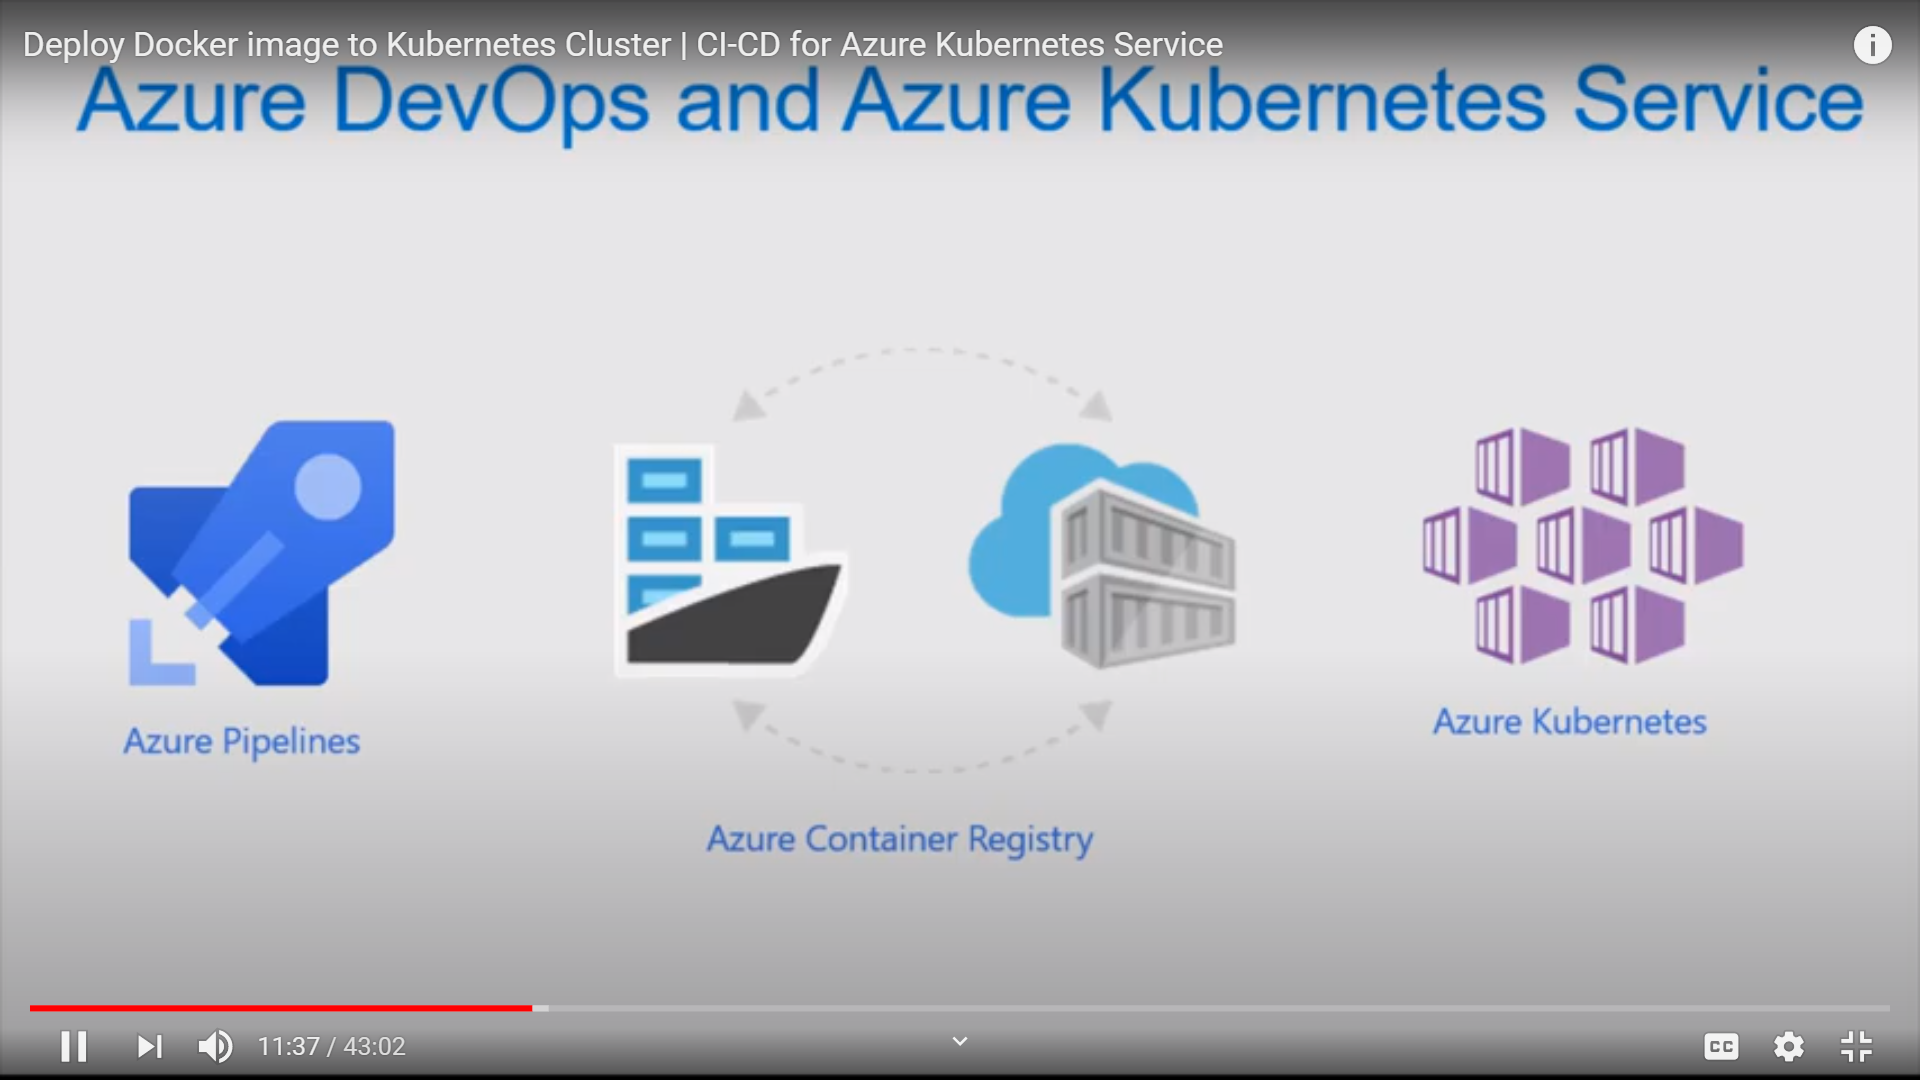 Deploy Docker image to Kubernetes Cluster | CI-CD for Azure Kubernetes Service
Azure DevOps and Azure Kubernetes Service
Azure Pipelines
Azure Kubernetes
Azure Container Registry
11:37 / 43:02
CC